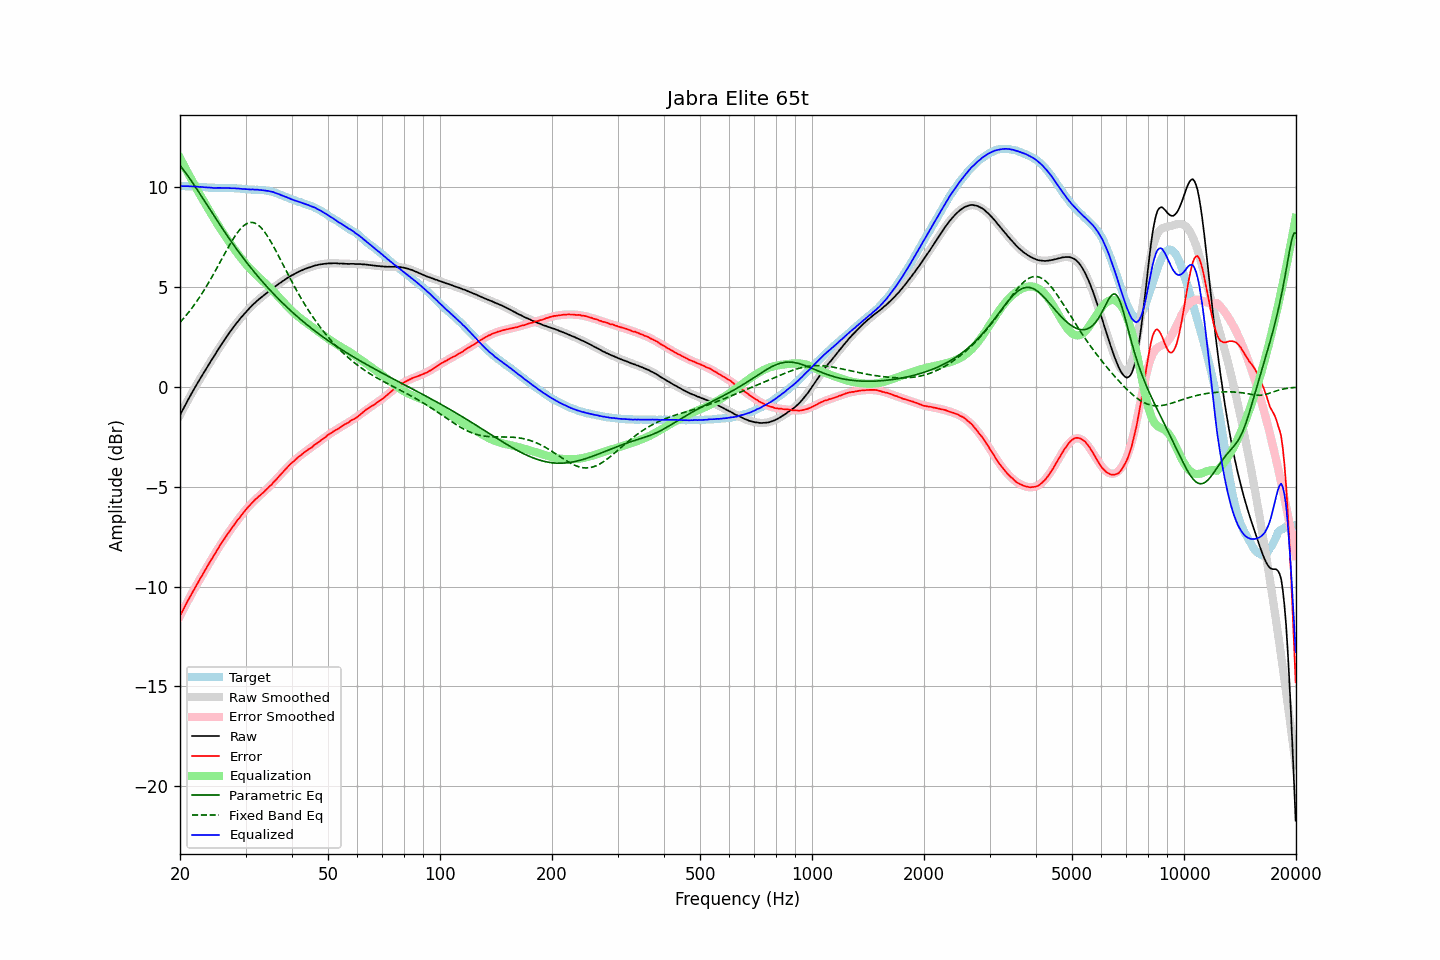 Jabra Elite 65t
Amplitude (dBr)
10
5
0
−5
−10
−15
−20
Target
Raw Smoothed
Error Smoothed
Raw
Error
Equalization
Parametric Eq
Fixed Band Eq
Equalized
20 50 100 200 500 1000 2000 5000 10000 20000
Frequency (Hz)